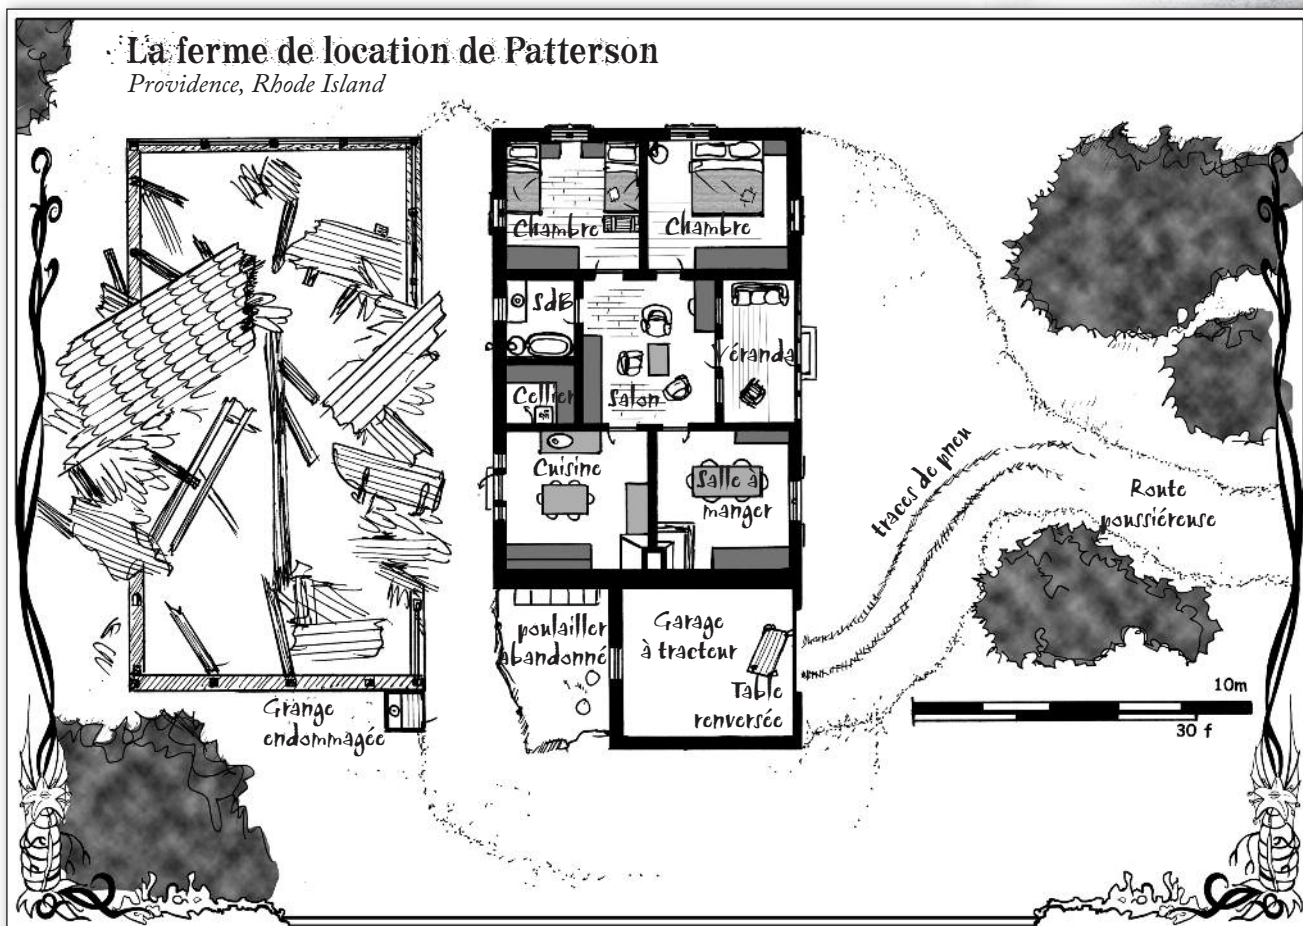 La ferme de location de Patterson
Providence, Rhode Island
Chambre
Chambre
SdB
Véranda
Cellier
Salon
Cuisine
Salle à
manger
traces de pneu
Route
poussiéreuse
poulailler
abandonné
Garage
à tracteur
Table
renversée
Grange
endommagée
10m
30 f